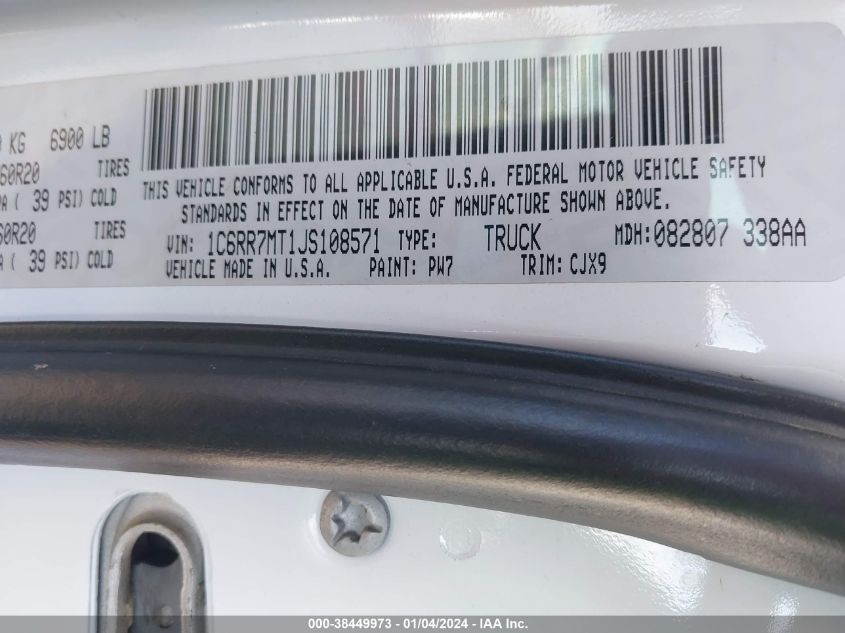 KG 6900 LB
60R20 TIRES
A ( 39 PSI) COLD
60R20 TIRES
A ( 39 PSI) COLD
THIS VEHICLE CONFORMS TO ALL APPLICABLE U.S.A. FEDERAL MOTOR VEHICLE SAFETY
STANDARDS IN EFFECT ON THE DATE OF MANUFACTURE SHOWN ABOVE.
VIN: 1C6RR7MT1JS108571 TYPE: TRUCK MDH:082807 338AA
VEHICLE MADE IN U.S.A. PAINT: PW7 TRIM: CJX9
000-38449973 - 01/04/2024 - IAA Inc.